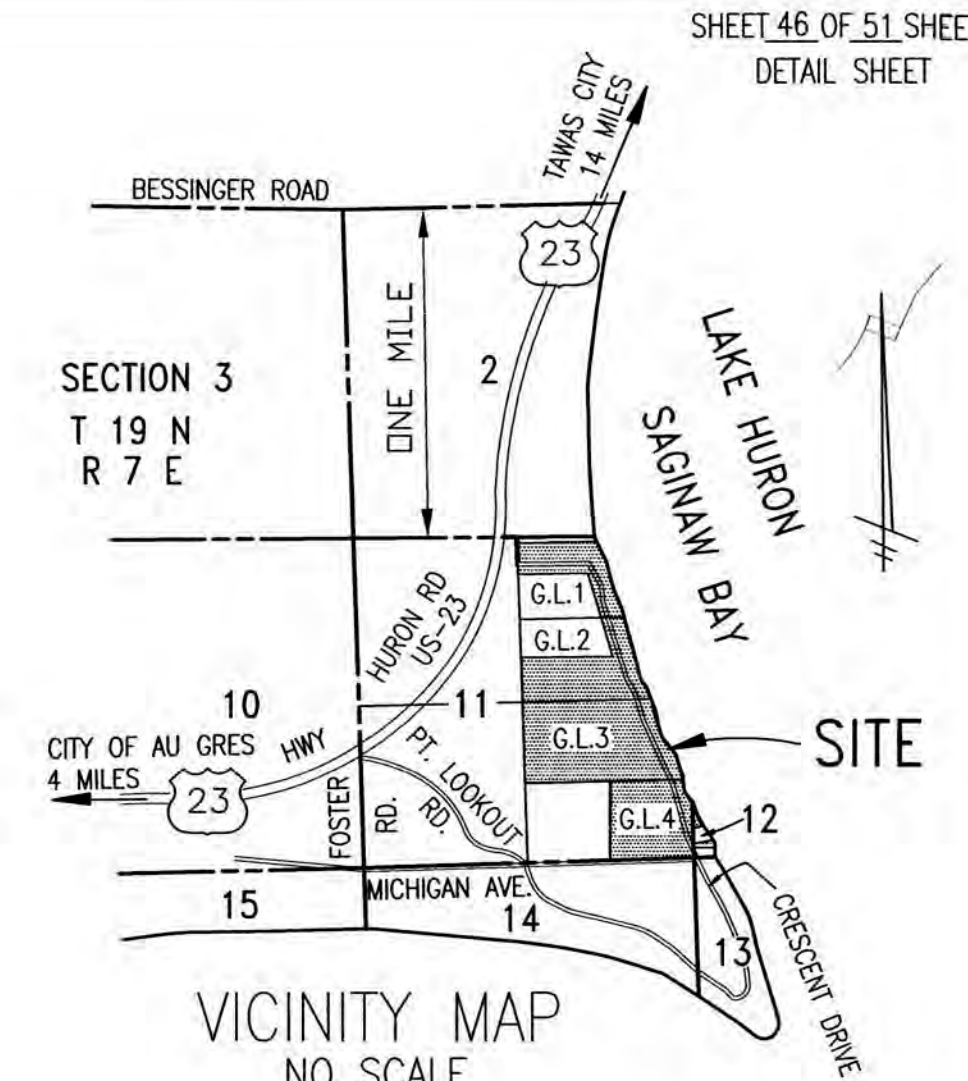 SHEET 46 OF 51 SHEE
DETAIL SHEET
TAWAS CITY
14 MILES
BESSINGER ROAD
23
ONE MILE
2
SECTION 3
T 19 N
R 7 E
LAKE HURON
SAGINAW BAY
G.L.1
G.L.2
HURON RD
US-23
10
11
G.L.3
SITE
CITY OF AU GRES
4 MILES
HWY
23
PT. LOOKOUT
RD.
FOSTER
RD.
G.L.4
12
MICHIGAN AVE.
15
14
13
CRESCENT DRIVE
VICINITY MAP
NO SCALE